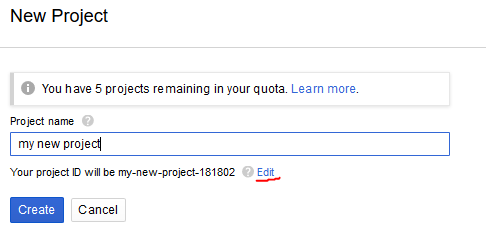 New Project
You have 5 projects remaining in your quota. Learn more.
Project name
my new project
Your project ID will be my-new-project-181802 Edit
Create Cancel